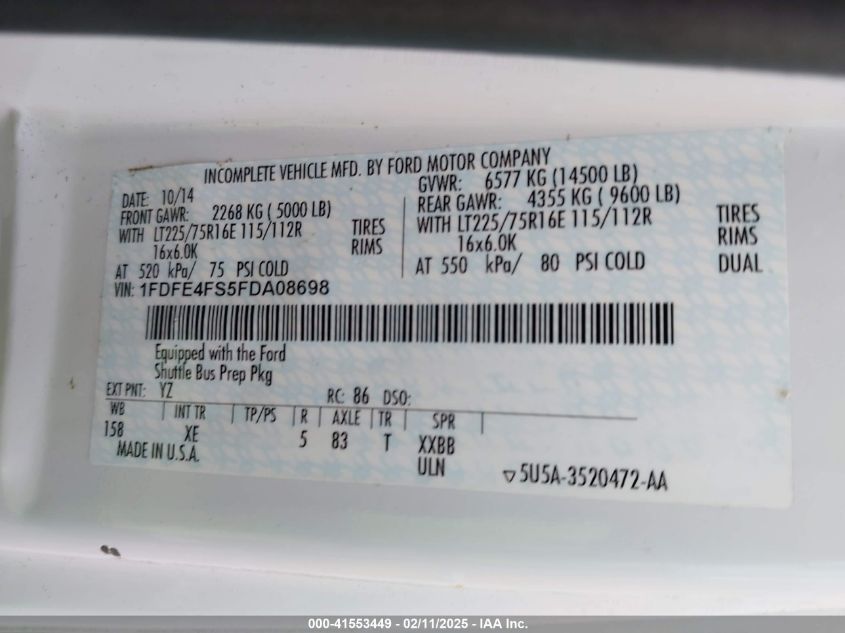 INCOMPLETE VEHICLE MFD. BY FORD MOTOR COMPANY
DATE: 10/14 GVWR: 6577 KG (14500 LB)
FRONT GAWR: 2268 KG ( 5000 LB) REAR GAWR: 4355 KG ( 9600 LB)
WITH LT225/75R16E 115/112R TIRES WITH LT225/75R16E 115/112R TIRES
16x6.0K RIMS 16x6.0K RIMS
AT 520 kPa/ 75 PSI COLD AT 550 kPa/ 80 PSI COLD DUAL
VIN: 1FDFE4FS5FDA08698
Equipped with the Ford
Shuttle Bus Prep Pkg
EXT PNT: YZ RC: 86 DSO:
WB INT TR TP/PS R AXLE TR SPR
158 XE 5 83 T XXBB
MADE IN U.S.A. ULN ▽5U5A-3520472-AA
000-41553449 - 02/11/2025 - IAA Inc.